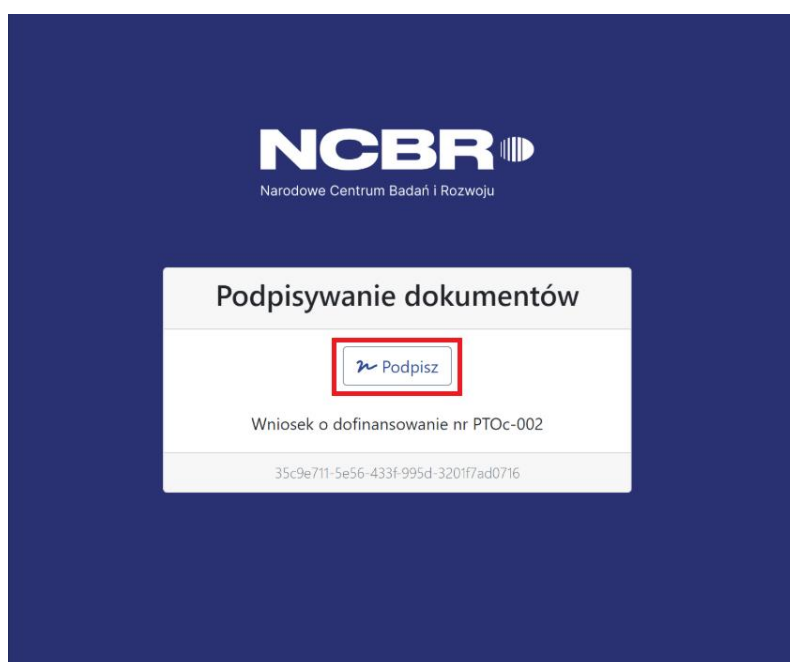 NCBR
Narodowe Centrum Badań i Rozwoju
Podpisywanie dokumentów
Podpisz
Wniosek o dofinansowanie nr PTOc-002
35c9e711-5e56-433f-995d-3201f7ad0716